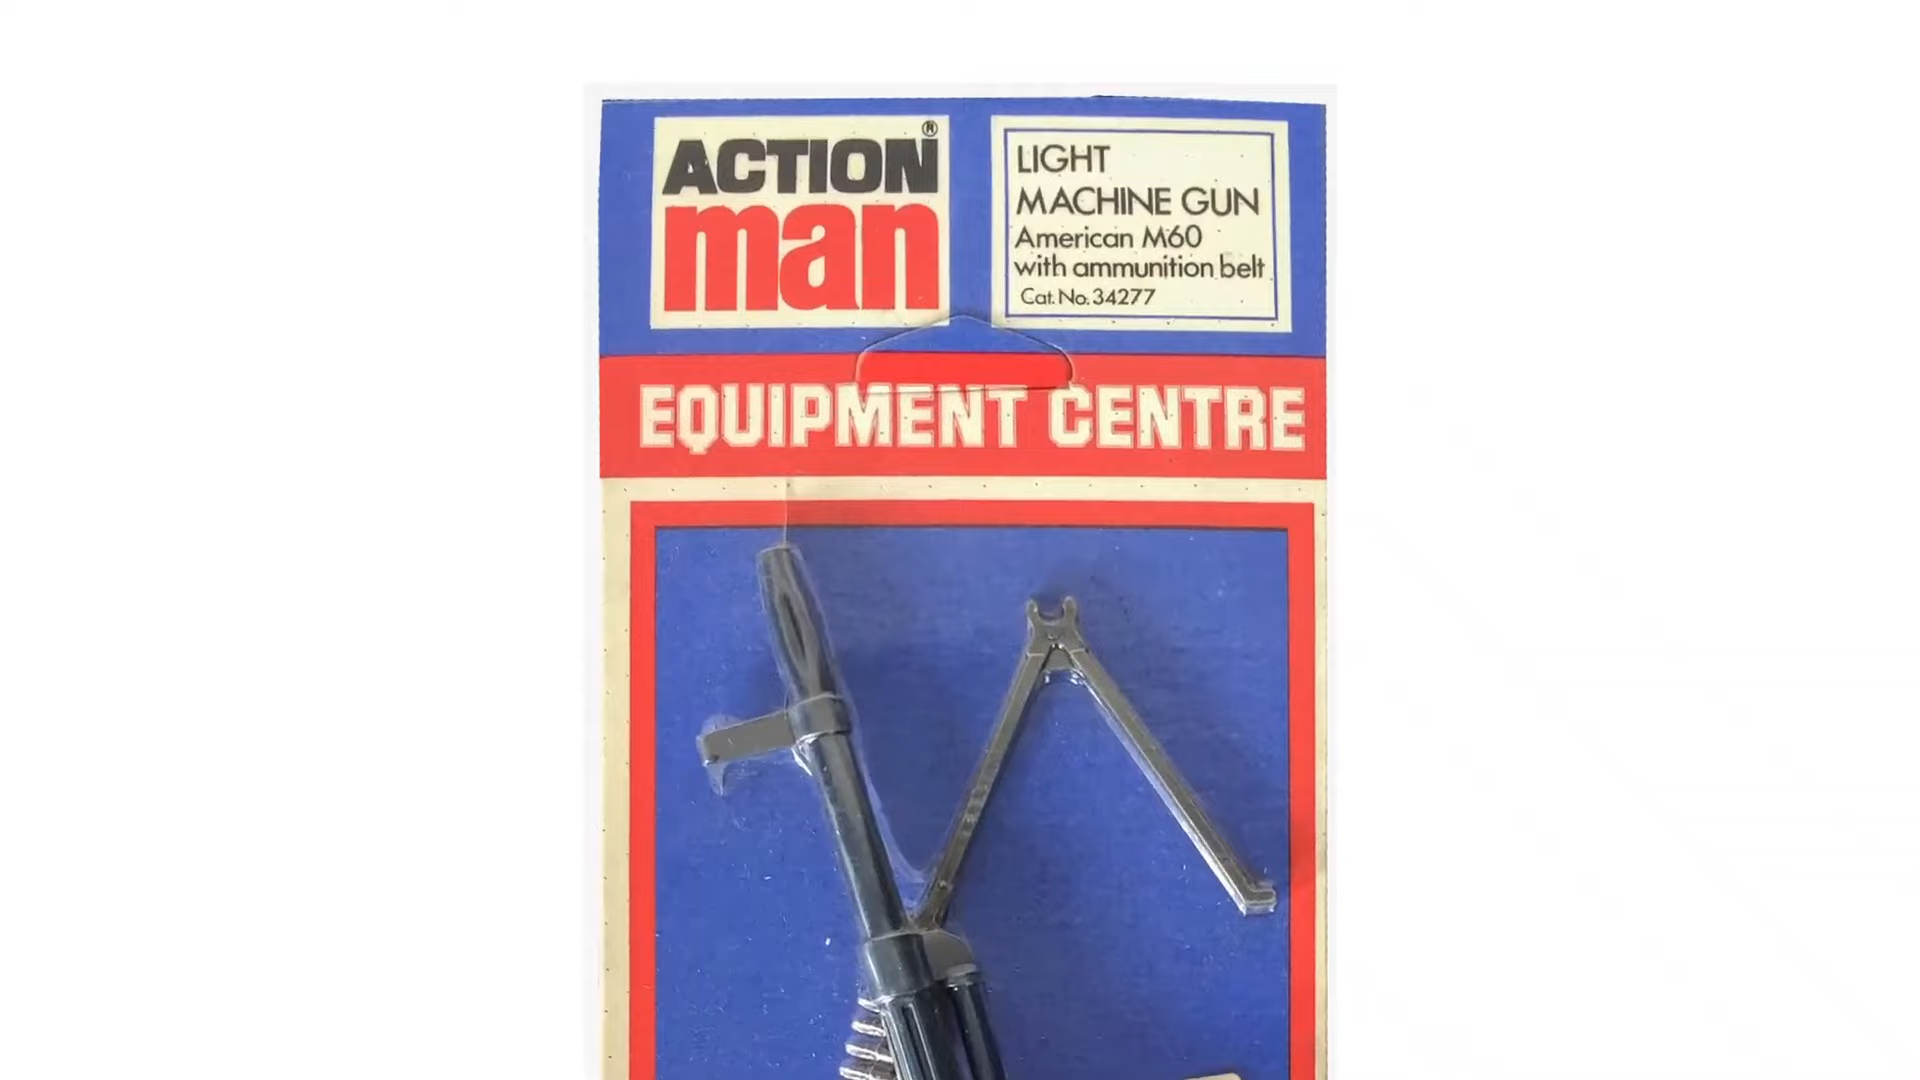 ACTION®
man
LIGHT
MACHINE GUN
American M60
with ammunition belt
Cat. No. 34277
EQUIPMENT CENTRE